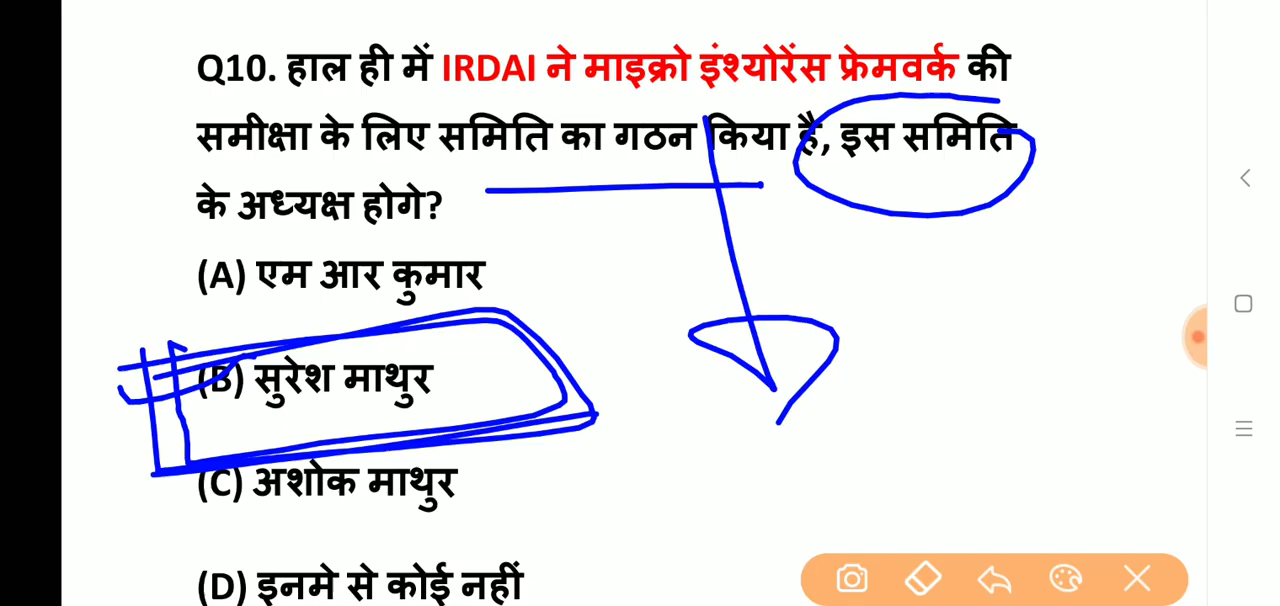 Q10. हाल ही में IRDAI ने माइक्रो इंश्योरेंस फ्रेमवर्क की
समीक्षा के लिए समिति का गठन किया है, इस समिति
के अध्यक्ष होगे?
(A) एम आर कुमार
(B) सुरेश माथुर
(C) अशोक माथुर
(D) इनमे से कोई नहीं